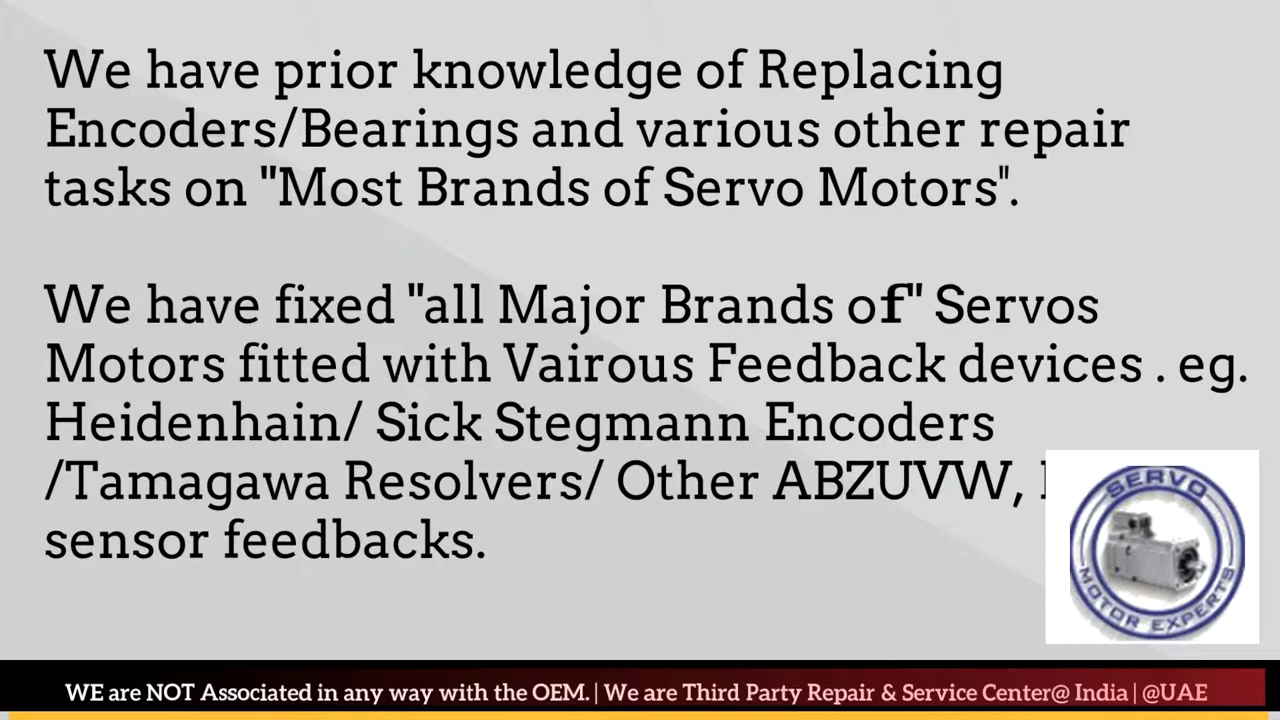 We have prior knowledge of Replacing
Encoders/Bearings and various other repair
tasks on "Most Brands of Servo Motors".
We have fixed "all Major Brands of" Servos
Motors fitted with Vairous Feedback devices . eg.
Heidenhain/ Sick Stegmann Encoders
/Tamagawa Resolvers/ Other ABZUVW,
sensor feedbacks.
SERVO
MOTOR EXPERTS
WE are NOT Associated in any way with the OEM. | We are Third Party Repair & Service Center@ India | @UAE